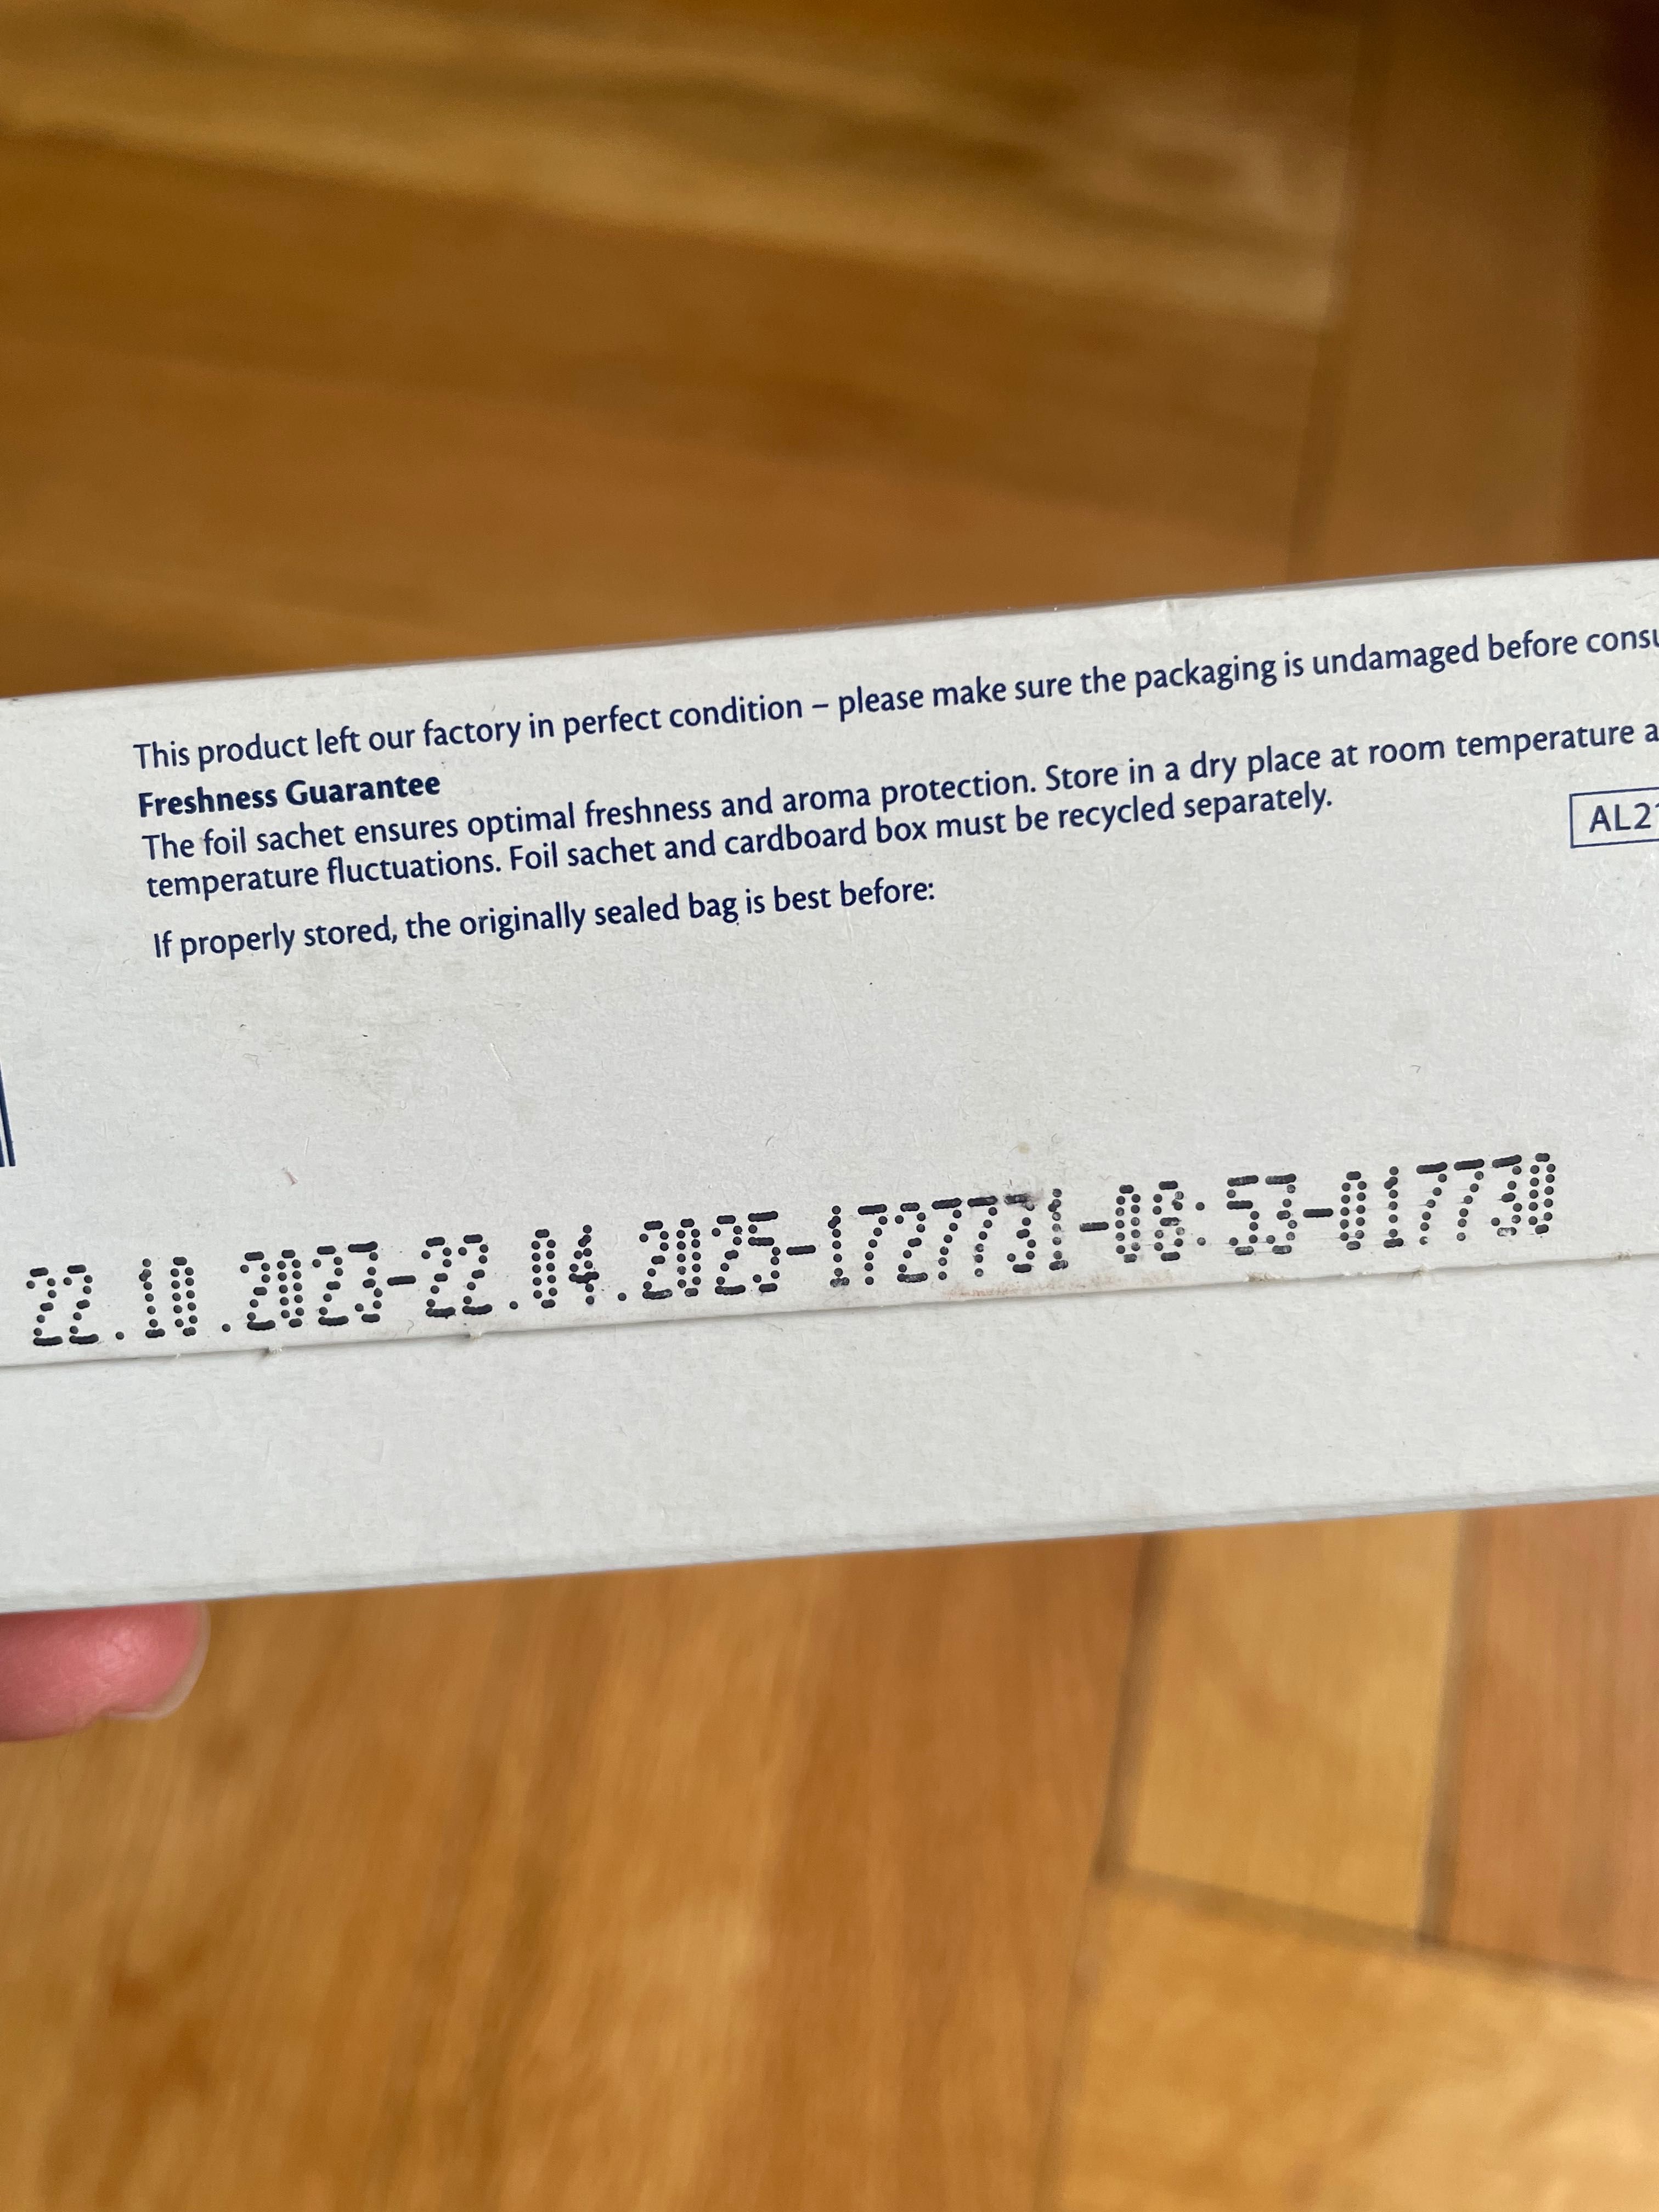 This product left our factory in perfect condition – please make sure the packaging is undamaged before
Freshness Guarantee
The foil sachet ensures optimal freshness and aroma protection. Store in a dry place at room temperature
temperature fluctuations. Foil sachet and cardboard box must be recycled separately.
AL21
If properly stored, the originally sealed bag is best before:
22.10.2023-22.04.2025-1727731-08:53-017730